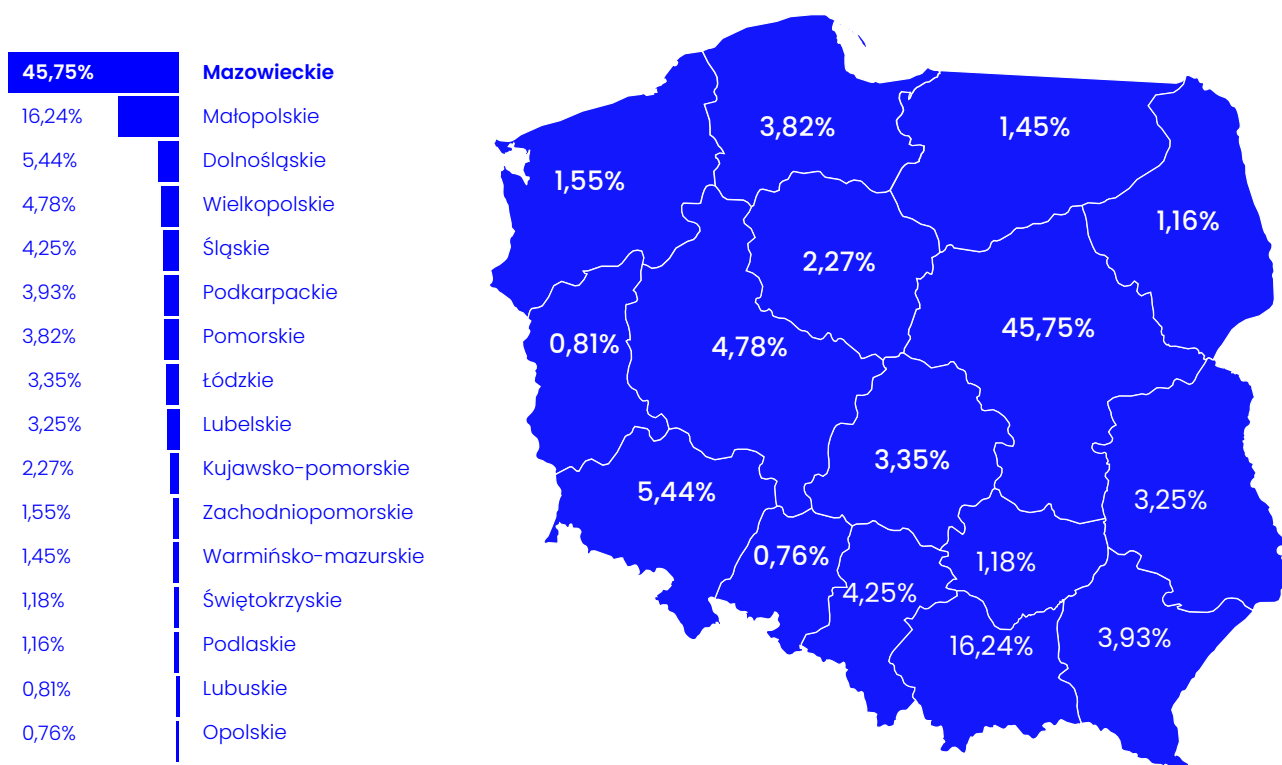 45,75% Mazowieckie
16,24% Małopolskie
5,44% Dolnośląskie
4,78% Wielkopolskie
4,25% Śląskie
3,93% Podkarpackie
3,82% Pomorskie
3,35% Łódzkie
3,25% Lubelskie
2,27% Kujawsko-pomorskie
1,55% Zachodniopomorskie
1,45% Warmińsko-mazurskie
1,18% Świętokrzyskie
1,16% Podlaskie
0,81% Lubuskie
0,76% Opolskie
3,82%
1,45%
1,55%
1,16%
2,27%
45,75%
0,81%
4,78%
3,35%
5,44%
3,25%
0,76%
1,18%
4,25%
16,24%
3,93%